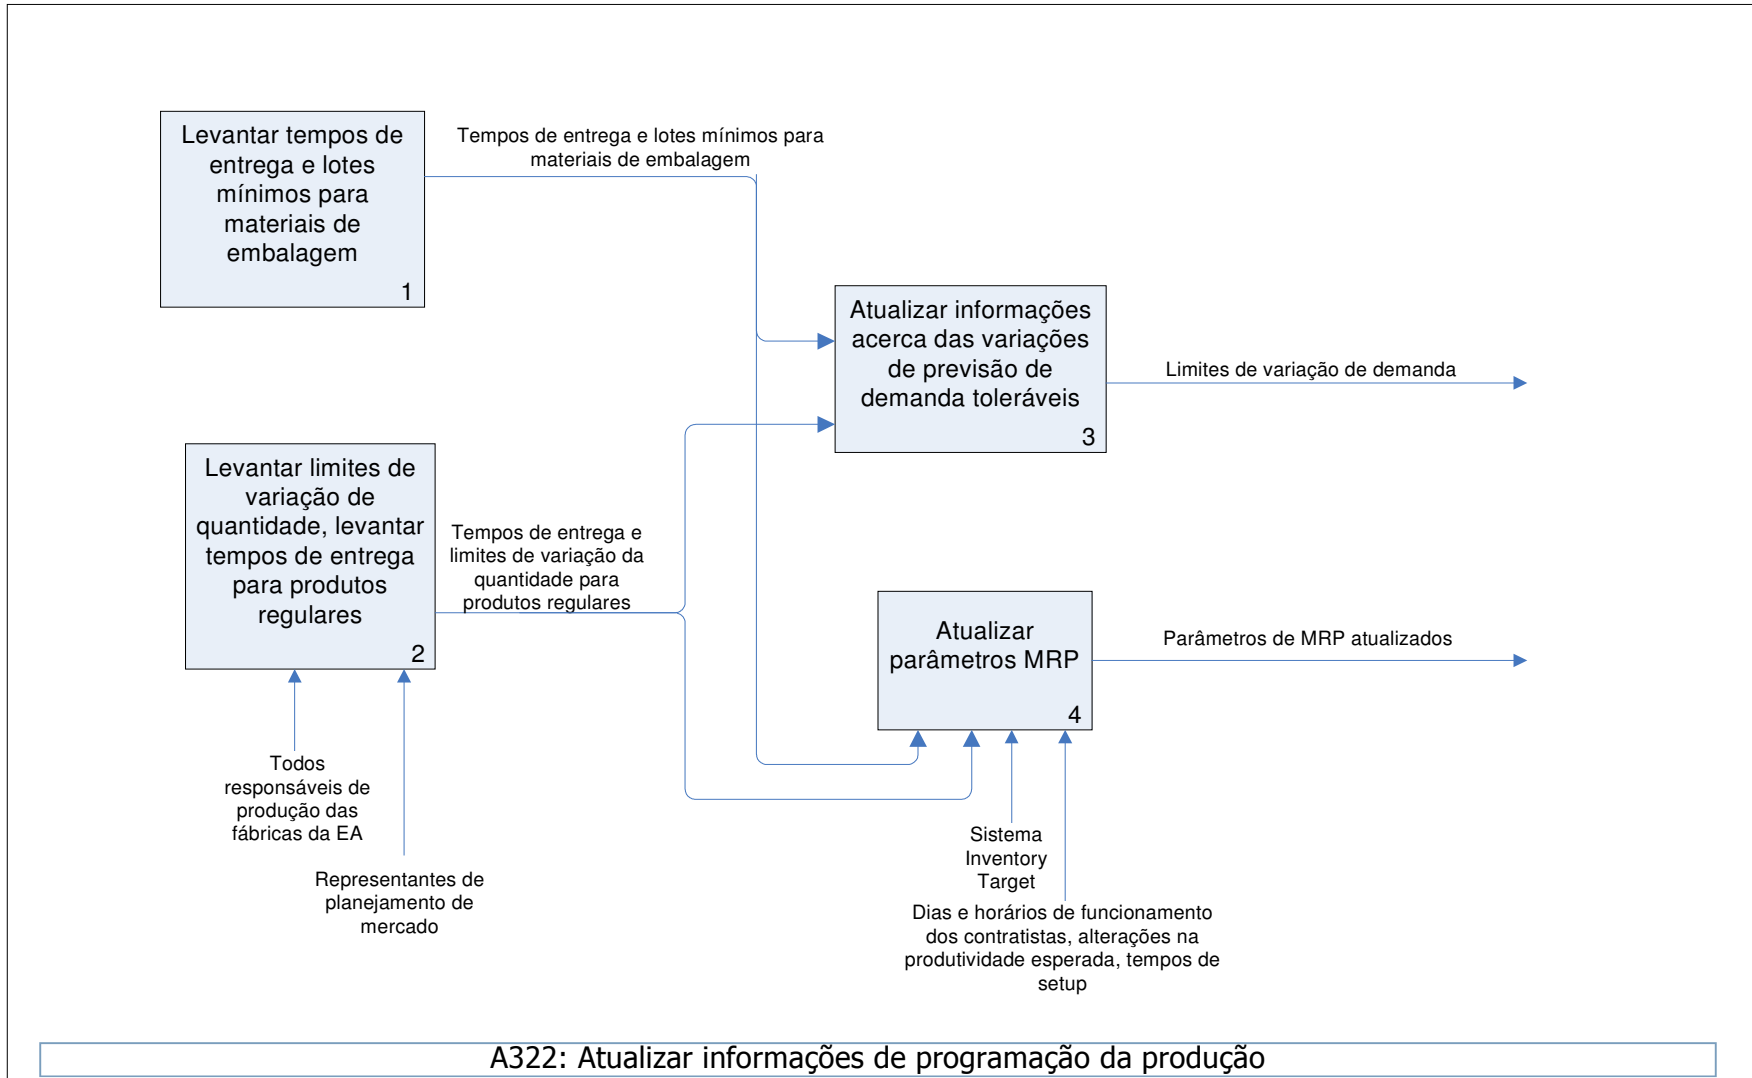 Levantar tempos de
entrega e lotes
mínimos para
materiais de
embalagem
1
Tempos de entrega e lotes mínimos para
materiais de embalagem
Atualizar informações
acerca das variações
de previsão de
demanda toleráveis
3
Limites de variação de demanda
Levantar limites de
variação de
quantidade, levantar
tempos de entrega
para produtos
regulares
2
Tempos de entrega e
limites de variação da
quantidade para
produtos regulares
Atualizar
parâmetros MRP
4
Parâmetros de MRP atualizados
Todos
responsáveis de
produção das
fábricas da EA
Representantes de
planejamento de
mercado
Sistema
Inventory
Target
Dias e horários de funcionamento
dos contratistas, alterações na
produtividade esperada, tempos de
setup
A322: Atualizar informações de programação da produção